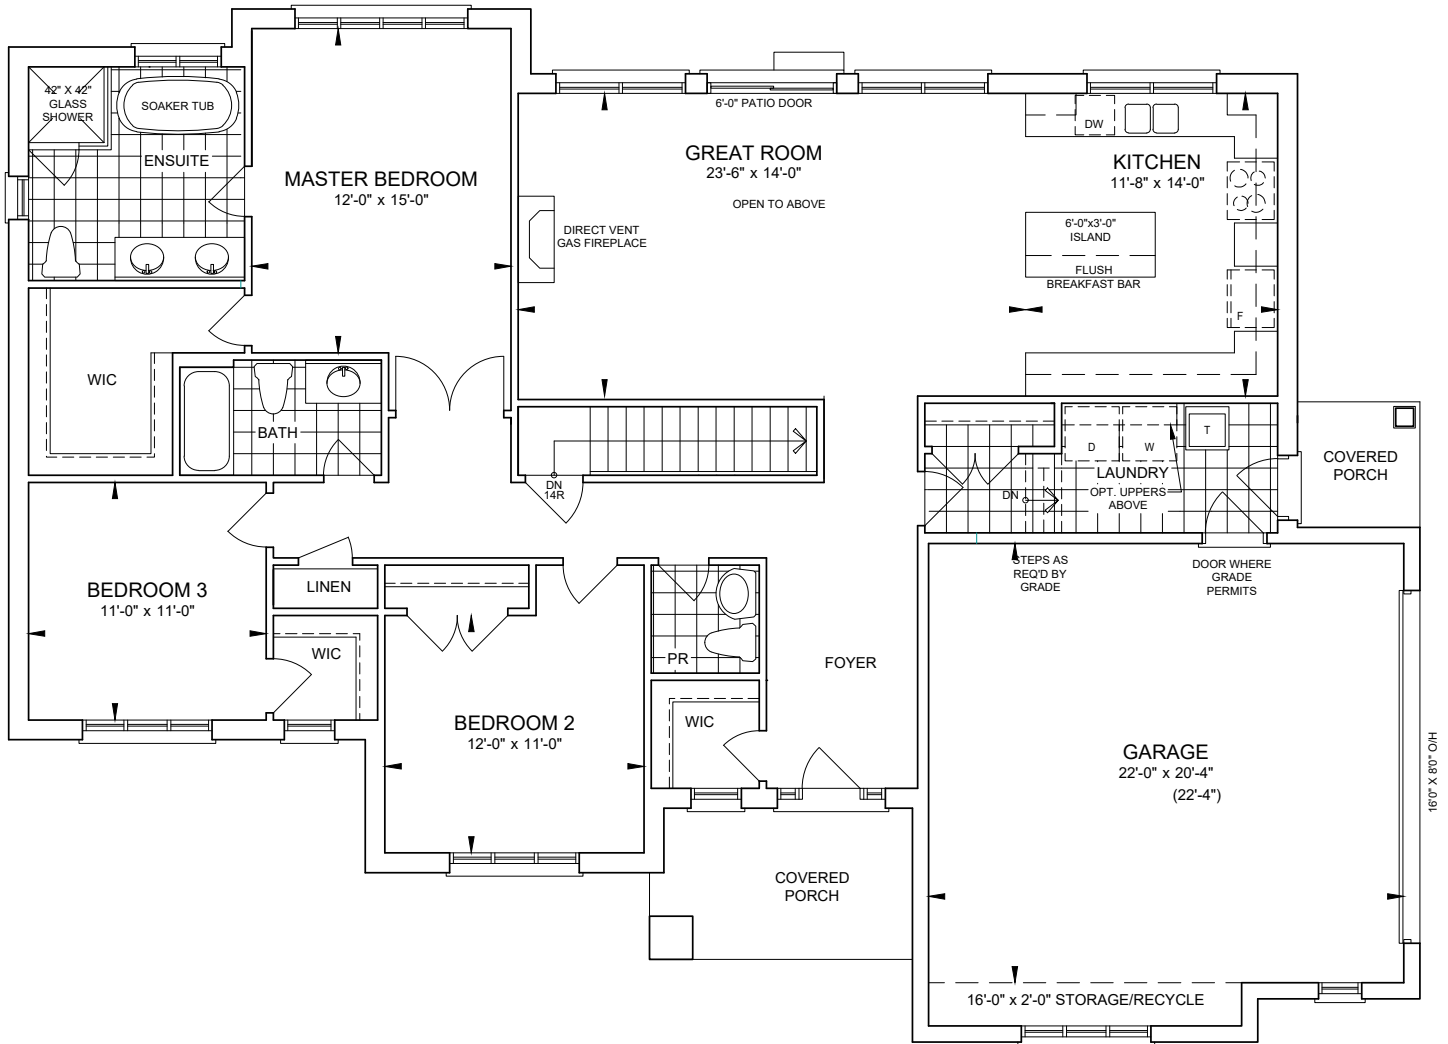 42" X 42"
GLASS
SHOWER
SOAKER TUB
ENSUITE
MASTER BEDROOM
12'-0" x 15'-0"
6'-0" PATIO DOOR
GREAT ROOM
23'-6" x 14'-0"
OPEN TO ABOVE
DIRECT VENT
GAS FIREPLACE
DW
KITCHEN
11'-8" x 14'-0"
6'-0"x3'-0"
ISLAND
FLUSH
BREAKFAST BAR
F
WIC
BATH
DN
14R
D
W
T
LAUNDRY
OPT. UPPERS
ABOVE
DN
COVERED
PORCH
STEPS AS
REQ'D BY
GRADE
DOOR WHERE
GRADE
PERMITS
BEDROOM 3
11'-0" x 11'-0"
LINEN
WIC
BEDROOM 2
12'-0" x 11'-0"
PR
WIC
FOYER
GARAGE
22'-0" x 20'-4"
(22'-4")
16'0" X 8'0" O/H
COVERED
PORCH
16'-0" x 2'-0" STORAGE/RECYCLE